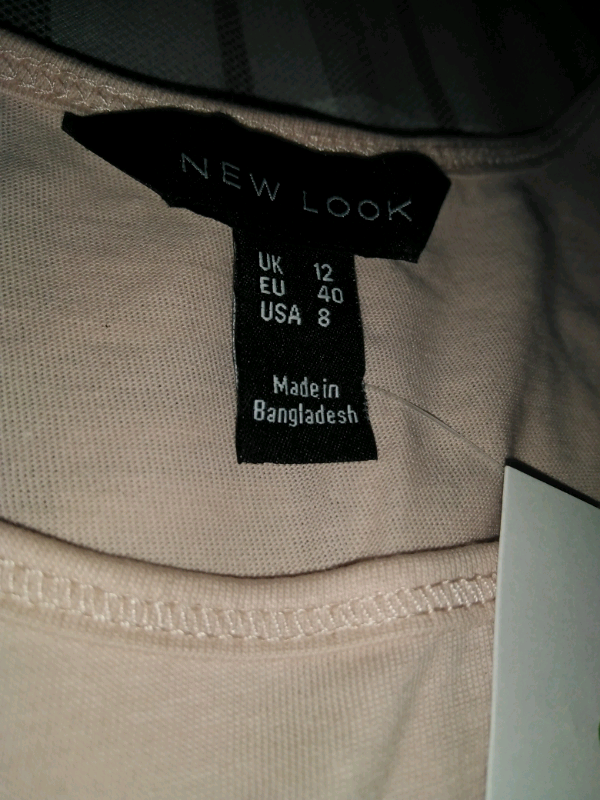 NEW LOOK
UK 12
EU 40
USA 8
Made in
Bangladesh